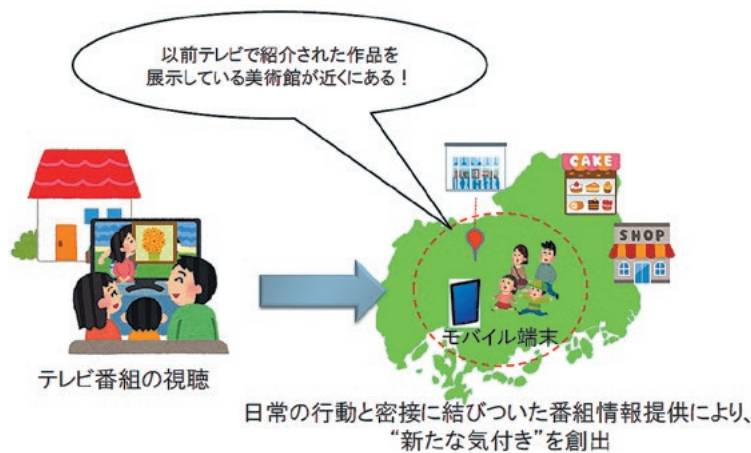 以前テレビで紹介された作品を
展示している美術館が近くにある！
CAKE
SHOP
モバイル端末
テレビ番組の視聴
日常の行動と密接に結びついた番組情報提供により、
“新たな気付き”を創出